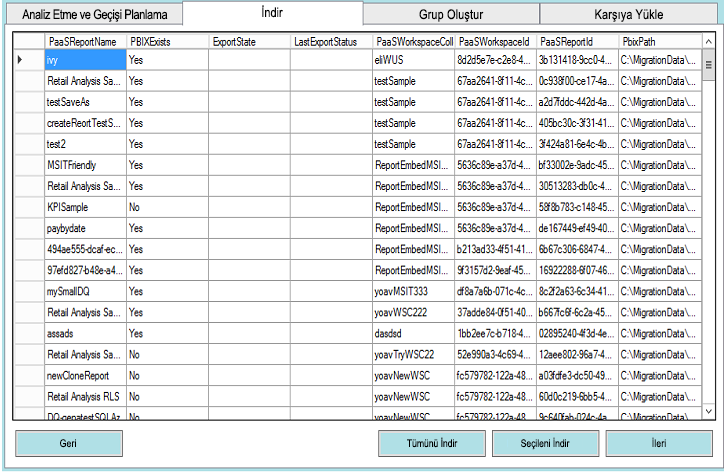 Analiz Etme ve Geçişi Planlama İndir Grup Oluştur Karşıya Yükle
PaaSReportName PBIXExists ExportState LastExportStatus PaaSWorkspaceColl PaaSWorkspaceId PaaSReportId PbixPath
ivy Yes eliWUS 8d2d5e7e-c2e8-4... 3b131418-9cc0-4... C:\MigrationData\...
Retail Analysis Sa... Yes testSample 67aa2641-8f11-4c... 0c938f00-ce17-4a... C:\MigrationData\...
testSaveAs Yes testSample 67aa2641-8f11-4c... a2d7fddc-442d-4a... C:\MigrationData\...
createReortTestS... Yes testSample 67aa2641-8f11-4c... 405bc30c-3f31-41... C:\MigrationData\...
test2 Yes testSample 67aa2641-8f11-4c... 3f424a81-6e4c-4b... C:\MigrationData\...
MSITFriendly Yes ReportEmbedMSI... 5636c89e-a37d-4... bf33002e-9adc-45... C:\MigrationData\...
Retail Analysis Sa... Yes ReportEmbedMSI... 5636c89e-a37d-4... 30513283-db0c-4... C:\MigrationData\...
KPISample No ReportEmbedMSI... 5636c89e-a37d-4... 58f8b783-c148-45... C:\MigrationData\...
paybydate Yes ReportEmbedMSI... 5636c89e-a37d-4... de167449-ef49-40... C:\MigrationData\...
494ae555-dcaf-ec... Yes ReportEmbedMSI... b213ad33-4f51-41... 6b67c306-6847-4... C:\MigrationData\...
97efd827-b48e-a4... Yes ReportEmbedMSI... 9f3157d2-9eaf-45... 16922288-6f07-46... C:\MigrationData\...
mySmallDQ Yes yoavMSIT333 df8a7a6b-071c-4c... 8c2f2a63-6c34-41... C:\MigrationData\...
Retail Analysis Sa... Yes yoavWSC222 37adde84-0f51-40... b667fc6f-6c2a-45... C:\MigrationData\...
assads Yes dasdsd 1bb2ee7c-b718-4... 02895240-4f3d-4e... C:\MigrationData\...
Retail Analysis Sa... No yoavTryWSC22 52e990a3-4c69-4... 12aee802-96a7-4... C:\MigrationData\...
newCloneReport No yoavNewWSC fc579782-122a-48... a03fdfe3-dc50-49... C:\MigrationData\...
Retail Analysis RLS No yoavNewWSC fc579782-122a-48... 60d0c219-6bb5-4... C:\MigrationData\...
DQ-genatestSQLAz No yoavNewWSC fc579782-122a-48... 9c640fab-024c-4a... C:\MigrationData\...
Geri Tümünü İndir Seçileni İndir İleri